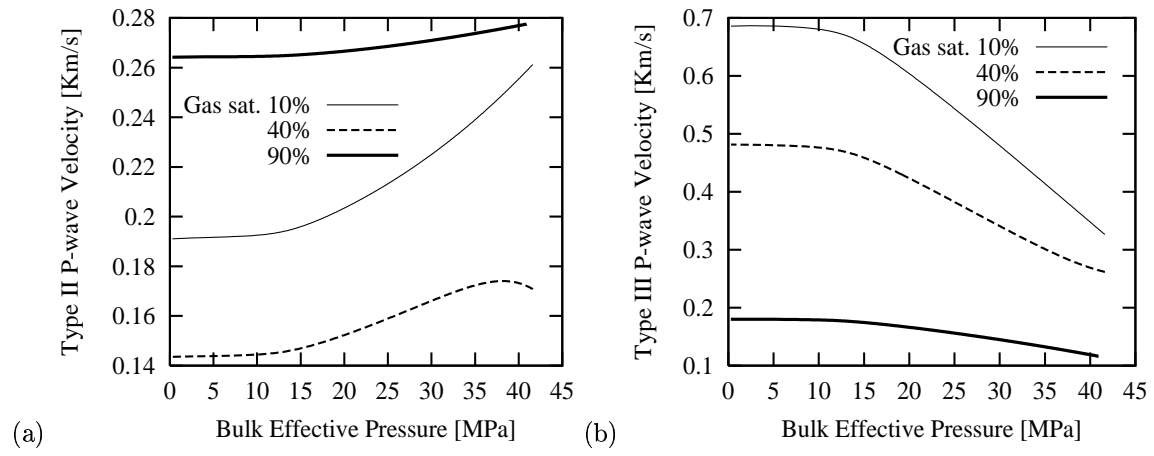 Type II P-wave Velocity [Km/s]
0.28
0.26
0.24
0.22
0.2
0.18
0.16
0.14
Gas sat. 10%
40%
90%
0 5 10 15 20 25 30 35 40 45
Bulk Effective Pressure [MPa]
(a)
Type III P-wave Velocity [Km/s]
0.7
0.6
0.5
0.4
0.3
0.2
0.1
Gas sat. 10%
40%
90%
0 5 10 15 20 25 30 35 40 45
Bulk Effective Pressure [MPa]
(b)